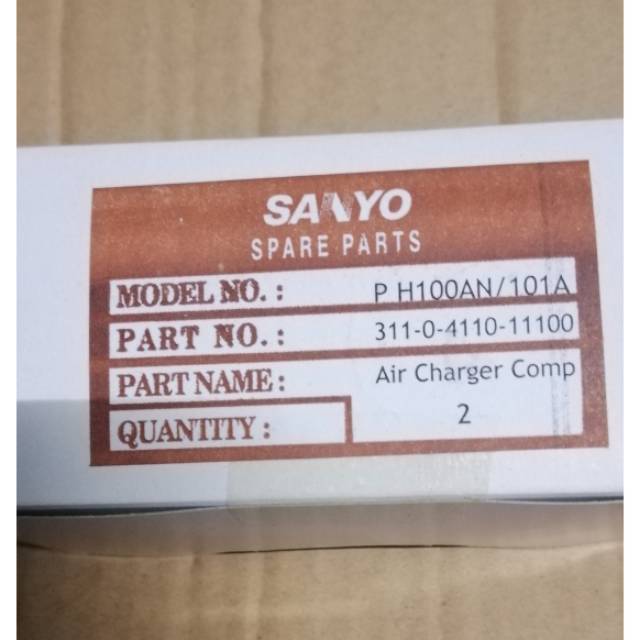 SANYO
SPARE PARTS
MODEL NO. : P H100AN/101A
PART NO. : 311-0-4110-11100
PART NAME : Air Charger Comp
QUANTITY : 2